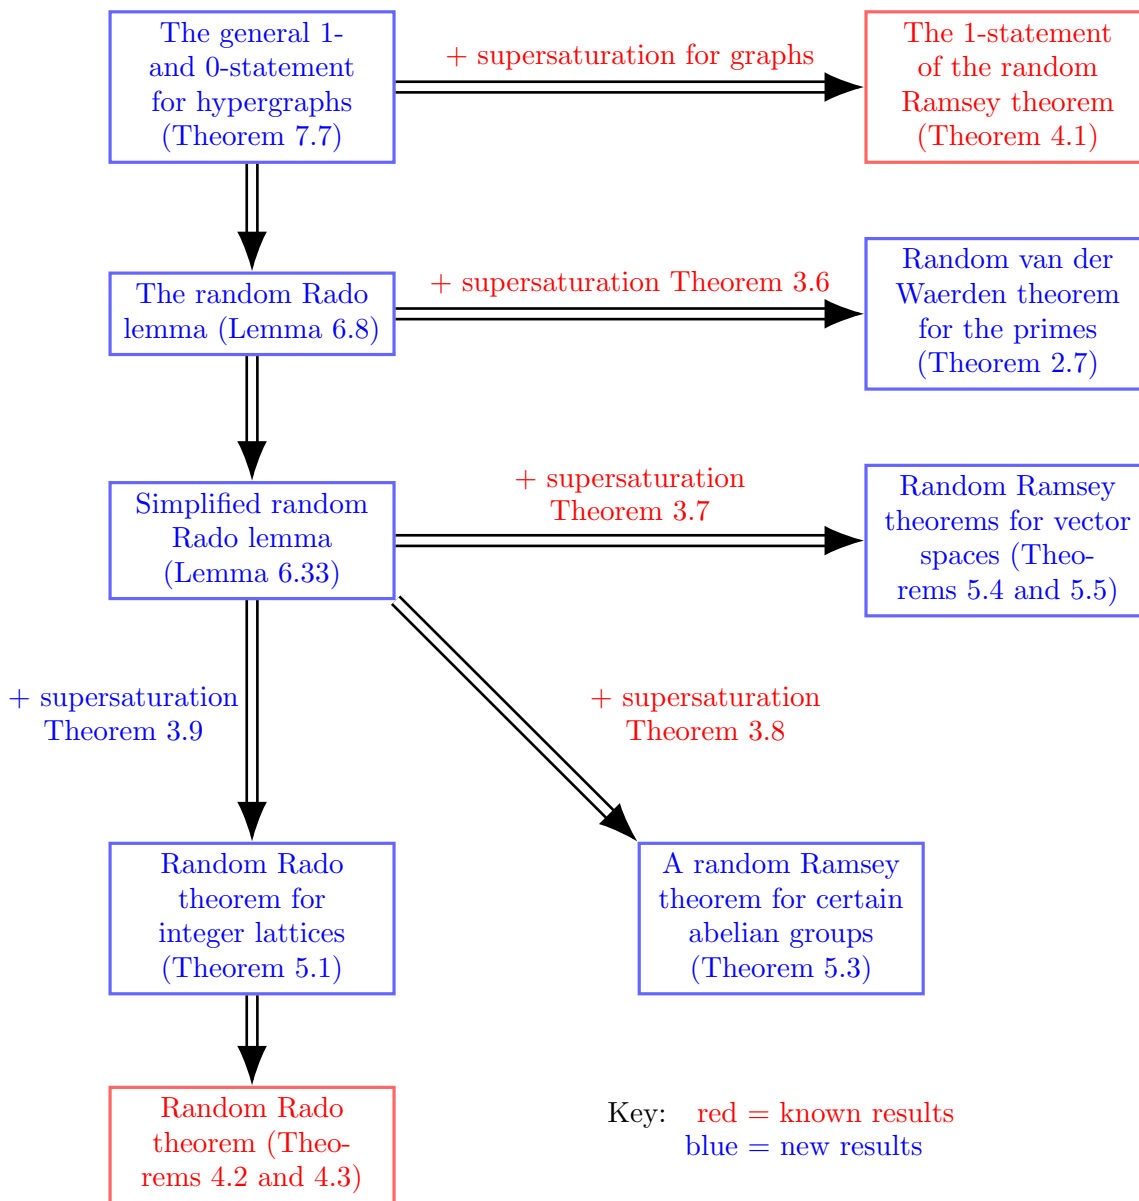 The general 1-
and 0-statement
for hypergraphs
(Theorem 7.7)
+ supersaturation for graphs
The 1-statement
of the random
Ramsey theorem
(Theorem 4.1)
The random Rado
lemma (Lemma 6.8)
+ supersaturation Theorem 3.6
Random van der
Waerden theorem
for the primes
(Theorem 2.7)
Simplified random
Rado lemma
(Lemma 6.33)
+ supersaturation
Theorem 3.7
Random Ramsey
theorems for vector
spaces (Theo-
rems 5.4 and 5.5)
+ supersaturation
Theorem 3.9
+ supersaturation
Theorem 3.8
Random Rado
theorem for
integer lattices
(Theorem 5.1)
A random Ramsey
theorem for certain
abelian groups
(Theorem 5.3)
Random Rado
theorem (Theo-
rems 4.2 and 4.3)
Key: red = known results
blue = new results